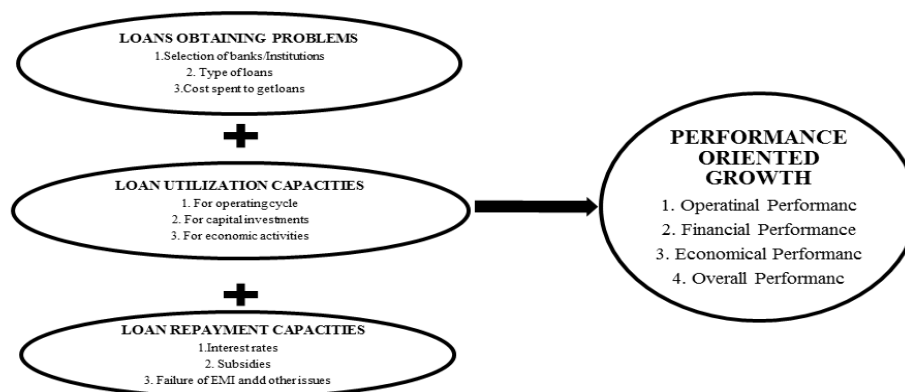 LOANS OBTAINING PROBLEMS
1.Selection of banks/Institutions
2. Type of loans
3.Cost spent to get loans
LOAN UTILIZATION CAPACITIES
1. For operating cycle
2. For capital investments
3. For economic activities
LOAN REPAYMENT CAPACITIES
1.Interest rates
2. Subsidies
3. Failure of EMI andd other issues
PERFORMANCE
ORIENTED
GROWTH
1. Operatinal Performanc
2. Financial Performance
3. Economical Performanc
4. Overall Performanc